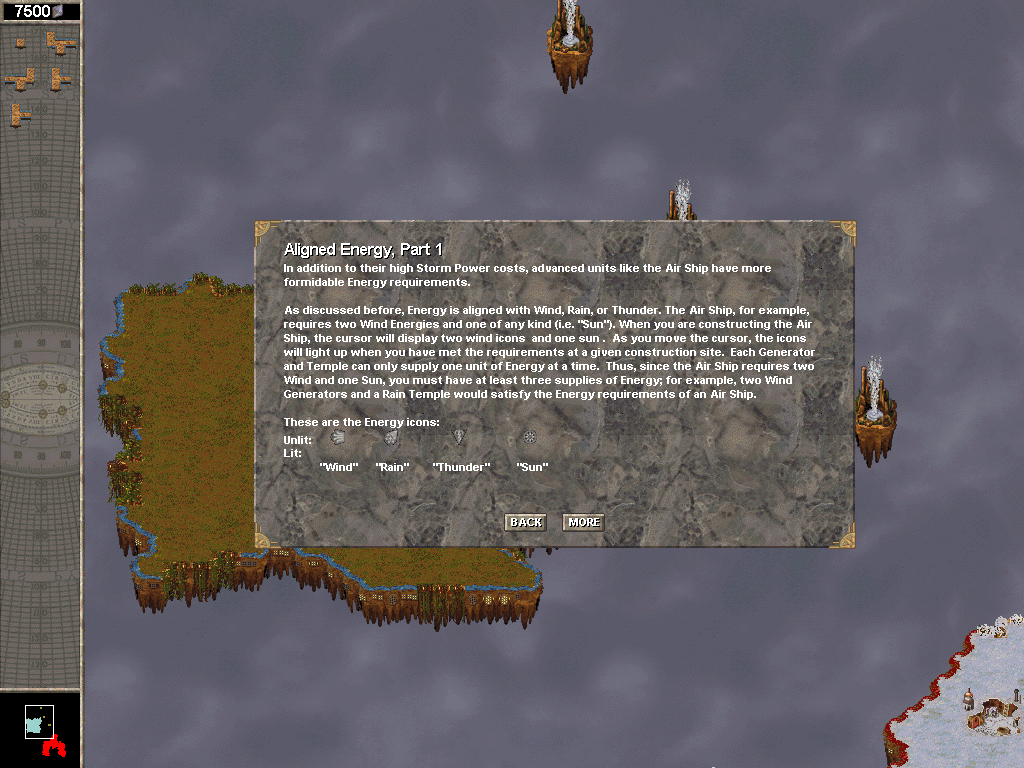 7500
Aligned Energy, Part 1
In addition to their high Storm Power costs, advanced units like the Air Ship have more
formidable Energy requirements.
As discussed before, Energy is aligned with Wind, Rain, or Thunder. The Air Ship, for example,
requires two Wind Energies and one of any kind (i.e. "Sun"). When you are constructing the Air
Ship, the cursor will display two wind icons  and one sun .  As you move the cursor, the icons
will light up when you have met the requirements at a given construction site.  Each Generator
and Temple can only supply one unit of Energy at a time.  Thus, since the Air Ship requires two
Wind and one Sun, you must have at least three supplies of Energy; for example, two Wind
Generators and a Rain Temple would satisfy the Energy requirements of an Air Ship.
These are the Energy icons:
Unlit:
Lit:
"Wind" "Rain" "Thunder" "Sun"
BACK MORE